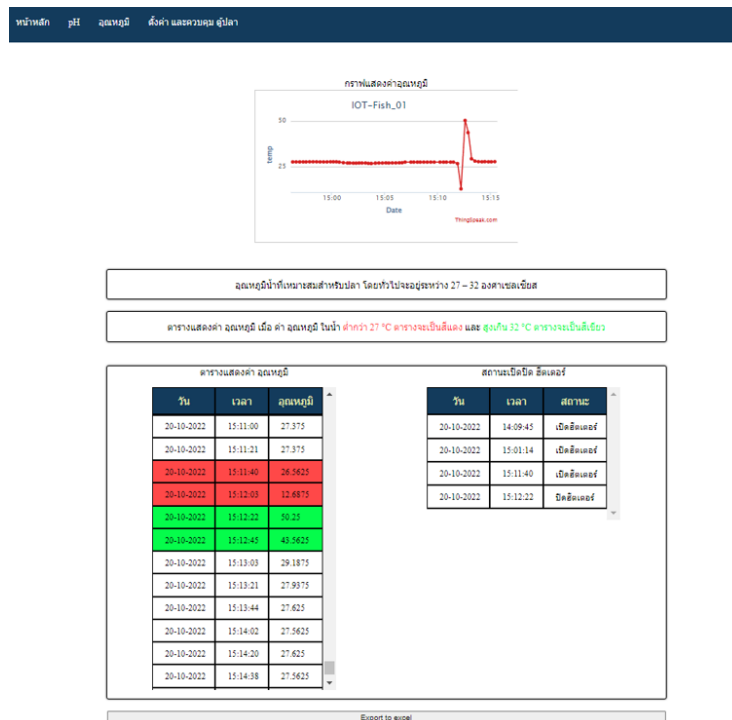 หน้าหลัก pH อุณหภูมิ ตั้งค่า และควบคุม ตู้ปลา
กราฟแสดงค่าอุณหภูมิ
IOT-Fish_01
50
temp
25
15:00 15:05 15:10 15:15
Date
ThingSpeak.com
อุณหภูมิน้ำที่เหมาะสมสำหรับปลา โดยทั่วไปจะอยู่ระหว่าง 27 – 32 องศาเซลเซียส
ตารางแสดงค่า อุณหภูมิ เมื่อ ค่า อุณหภูมิ ในน้ำ ต่ำกว่า 27 °C ตารางจะเป็นสีแดง และ สูงเกิน 32 °C ตารางจะเป็นสีเขียว
ตารางแสดงค่า อุณหภูมิ
วัน เวลา อุณหภูมิ
20-10-2022 15:11:00 27.375
20-10-2022 15:11:21 27.375
20-10-2022 15:11:40 26.5625
20-10-2022 15:12:03 12.6875
20-10-2022 15:12:22 50.25
20-10-2022 15:12:45 43.5625
20-10-2022 15:13:03 29.1875
20-10-2022 15:13:21 27.9375
20-10-2022 15:13:44 27.625
20-10-2022 15:14:02 27.5625
20-10-2022 15:14:20 27.625
20-10-2022 15:14:38 27.5625
สถานะเปิดปิด ฮีตเตอร์
วัน เวลา สถานะ
20-10-2022 14:09:45 เปิดฮีตเตอร์
20-10-2022 15:01:14 เปิดฮีตเตอร์
20-10-2022 15:11:40 เปิดฮีตเตอร์
20-10-2022 15:12:22 ปิดฮีตเตอร์
Export to excel